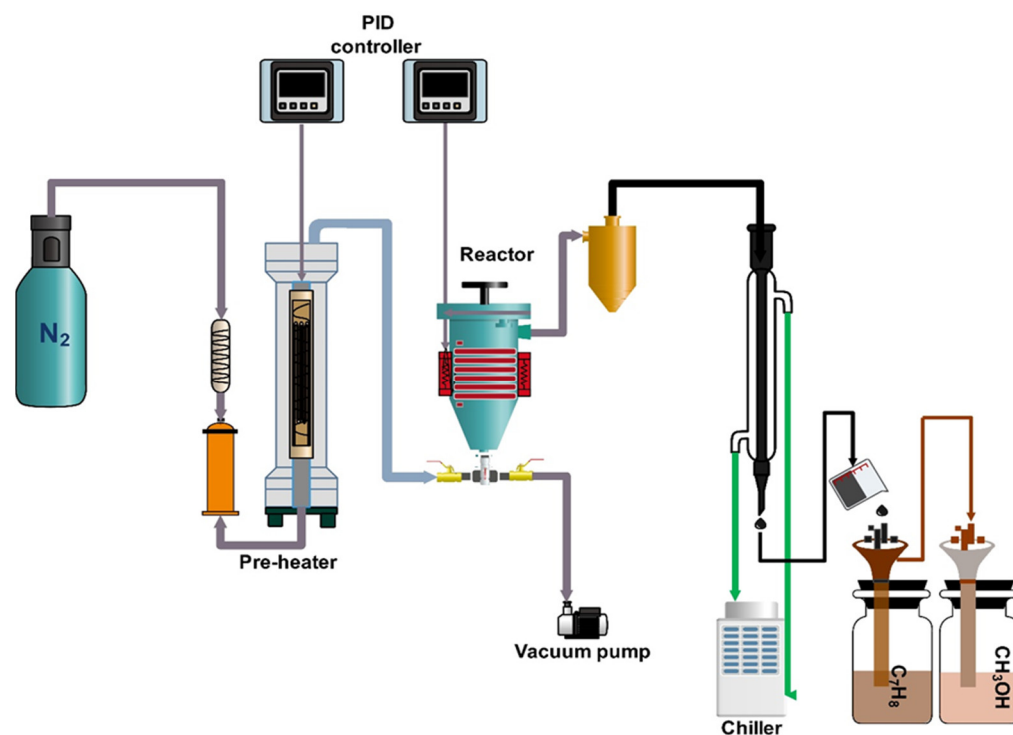 PID
controller
N₂
Reactor
Pre-heater
Vacuum pump
Chiller
C₇H₈
CH₃OH